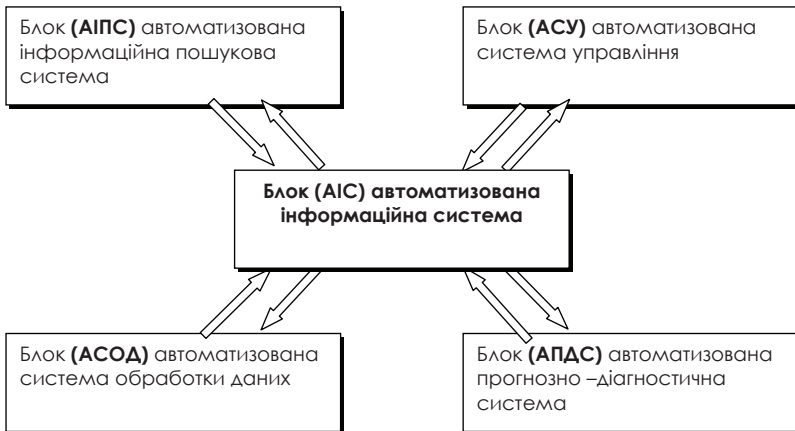 Блок (АІПС) автоматизована
інформаційна пошукова
система
Блок (АСУ) автоматизована
система управління
Блок (АІС) автоматизована
інформаційна система
Блок (АСОД) автоматизована
система обработки даних
Блок (АПДС) автоматизована
прогнозно –діагностична
система